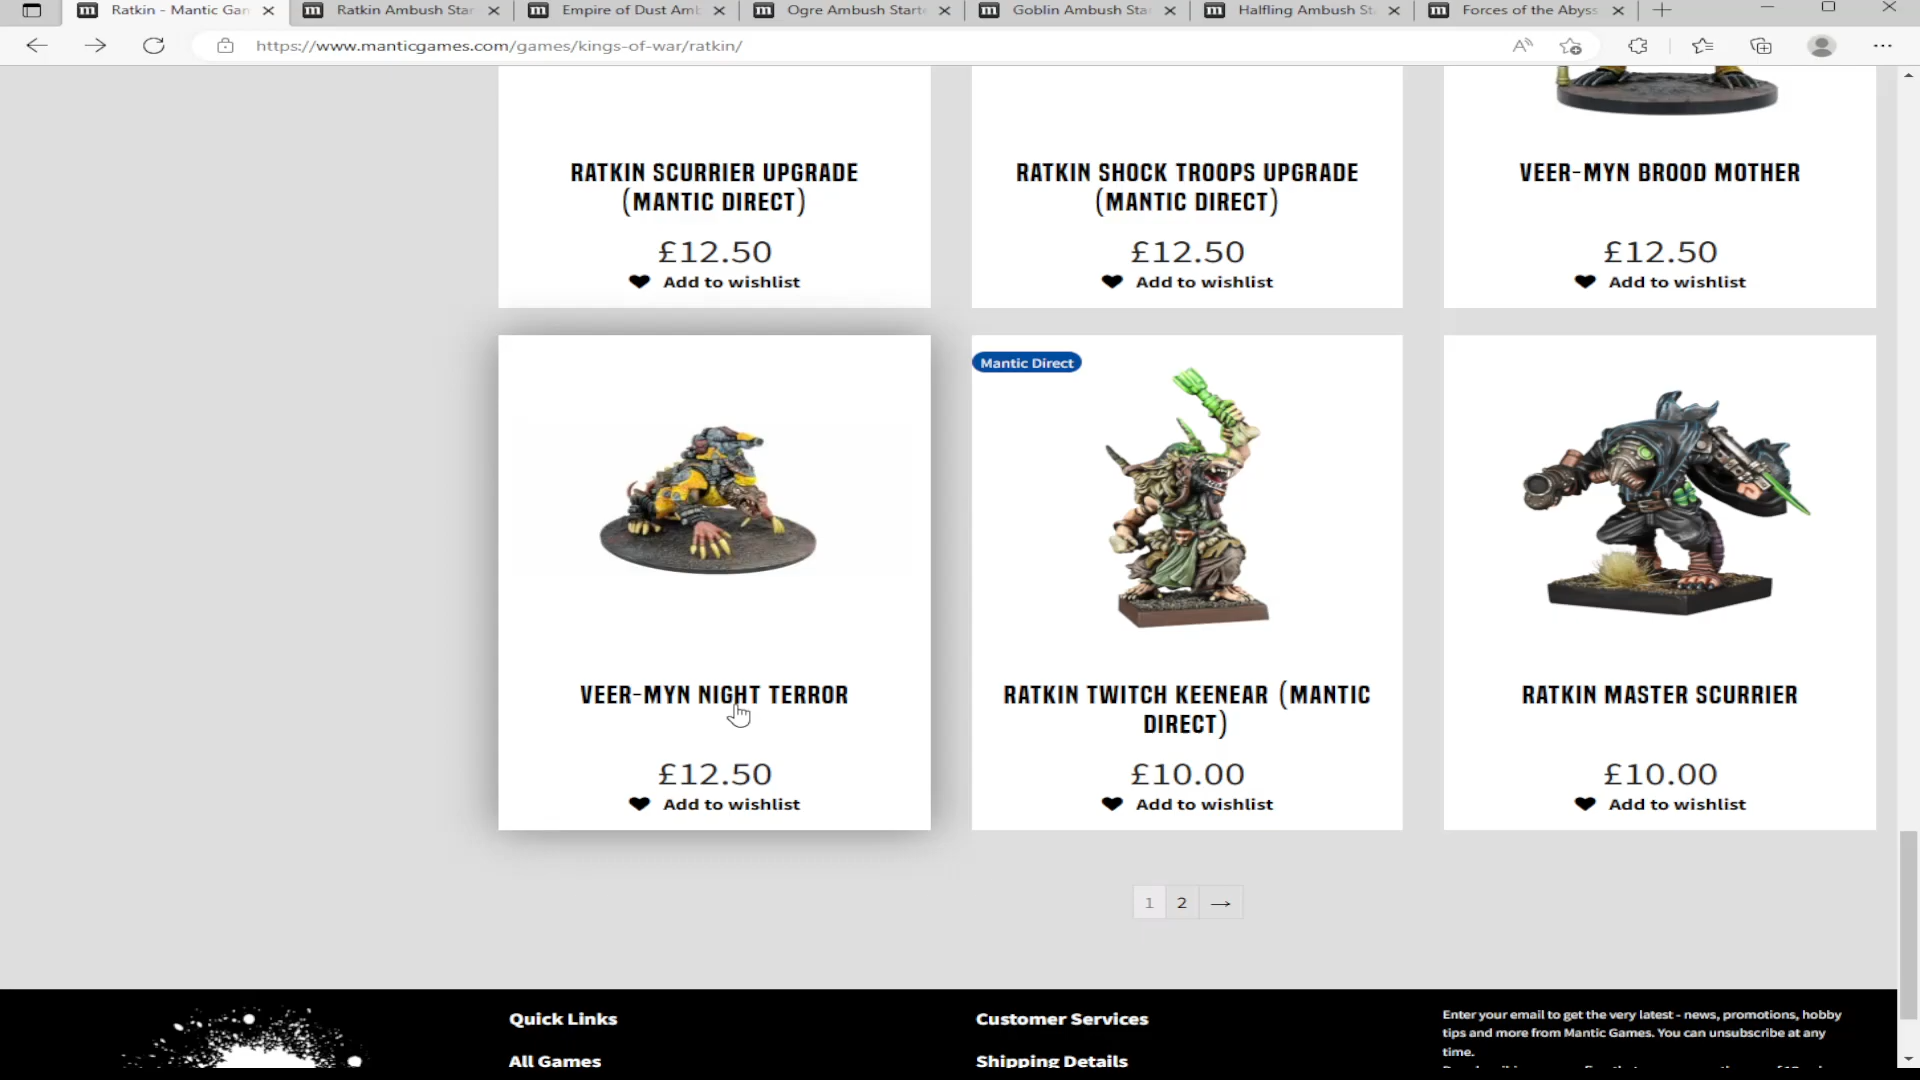 m Ratkin - Mantic Gam
m Ratkin Ambush Star
m Empire of Dust Amb
m Ogre Ambush Starte
m Goblin Ambush Sta
m Halfling Ambush St
m Forces of the Abyss
https://www.manticgames.com/games/kings-of-war/ratkin/
RATKIN SCURRIER UPGRADE
(MANTIC DIRECT)
£12.50
Add to wishlist
RATKIN SHOCK TROOPS UPGRADE
(MANTIC DIRECT)
£12.50
Add to wishlist
VEER-MYN BROOD MOTHER
£12.50
Add to wishlist
VEER-MYN NIGHT TERROR
£12.50
Add to wishlist
Mantic Direct
RATKIN TWITCH KEENEAR (MANTIC
DIRECT)
£10.00
Add to wishlist
RATKIN MASTER SCURRIER
£10.00
Add to wishlist
1 2 →
Quick Links
All Games
Customer Services
Shipping Details
Enter your email to get the very latest - news, promotions, hobby
tips and more from Mantic Games. You can unsubscribe at any
time.